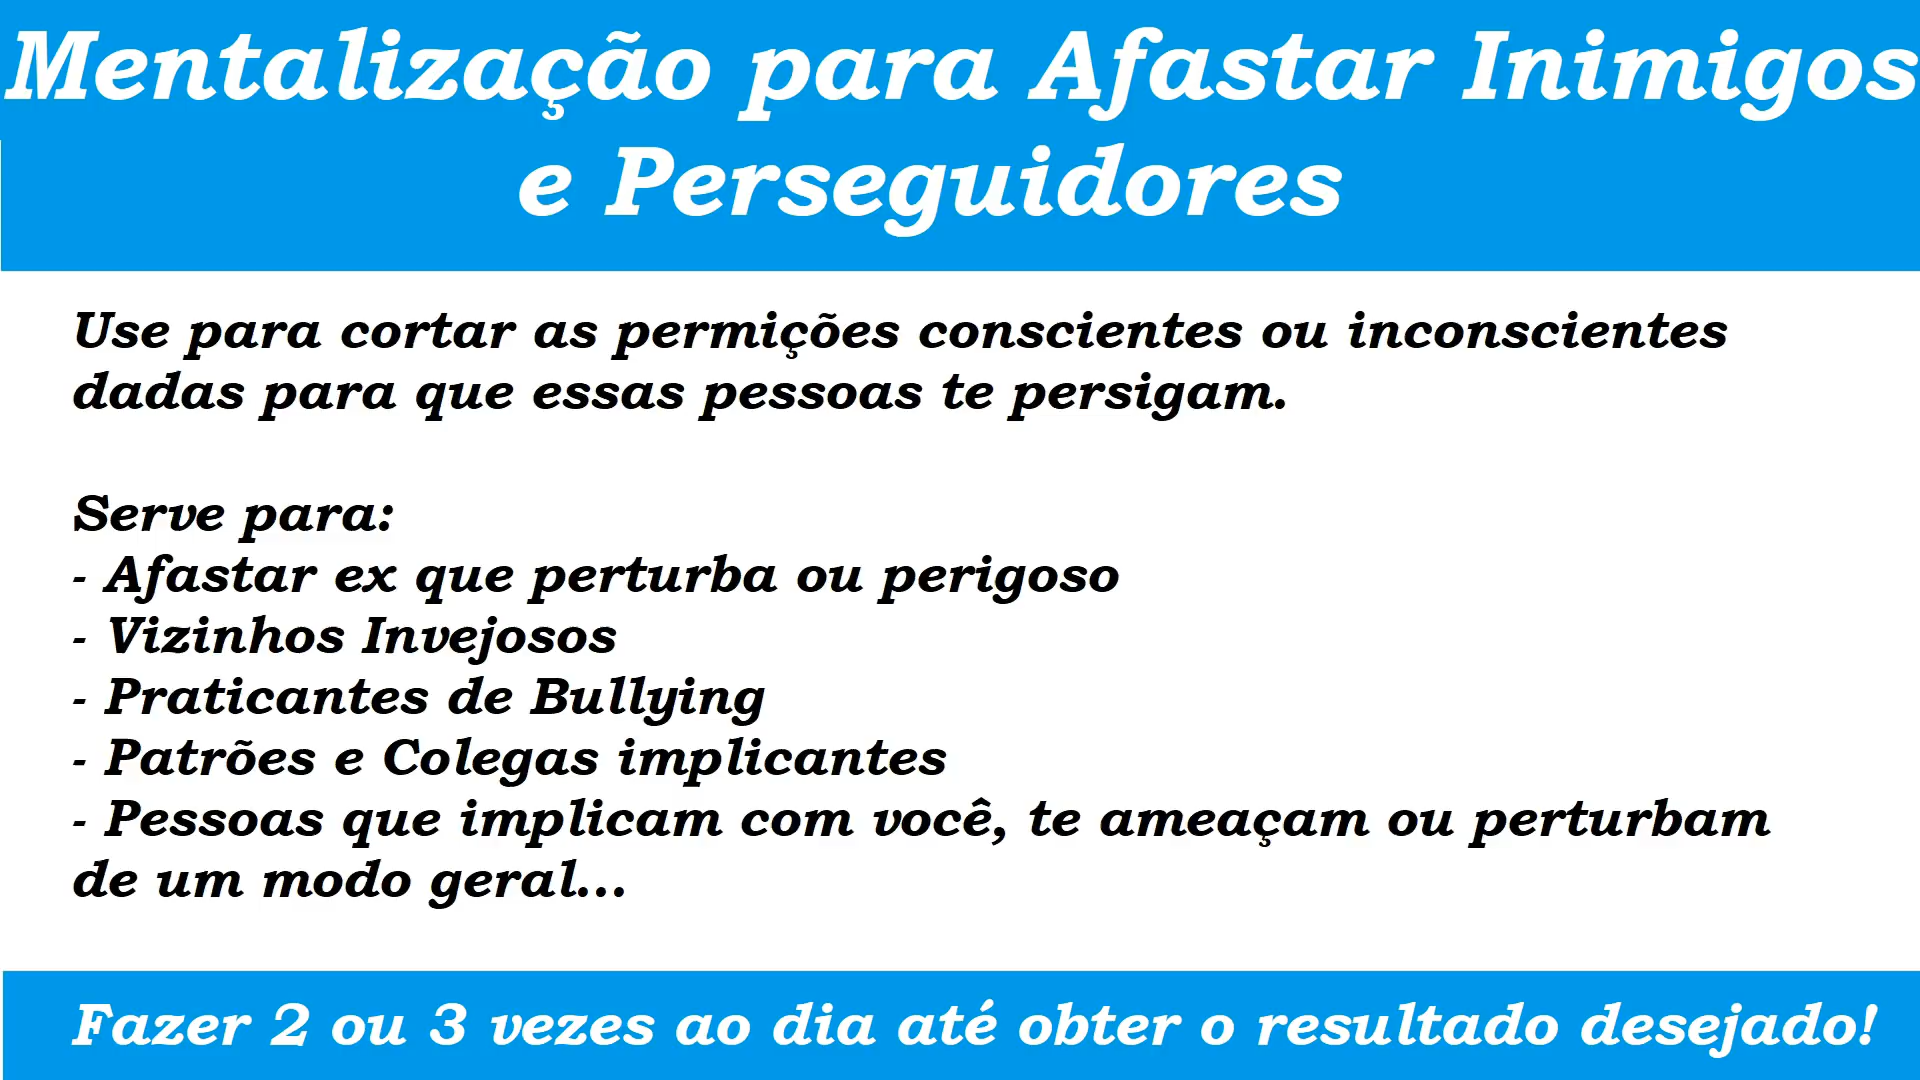 Mentalização para Afastar Inimigos
e Perseguidores
Use para cortar as permições conscientes ou inconscientes
dadas para que essas pessoas te persigam.
Serve para:
- Afastar ex que perturba ou perigoso
- Vizinhos Invejosos
- Praticantes de Bullying
- Patrões e Colegas implicantes
- Pessoas que implicam com você, te ameaçam ou perturbam
de um modo geral...
Fazer 2 ou 3 vezes ao dia até obter o resultado desejado!